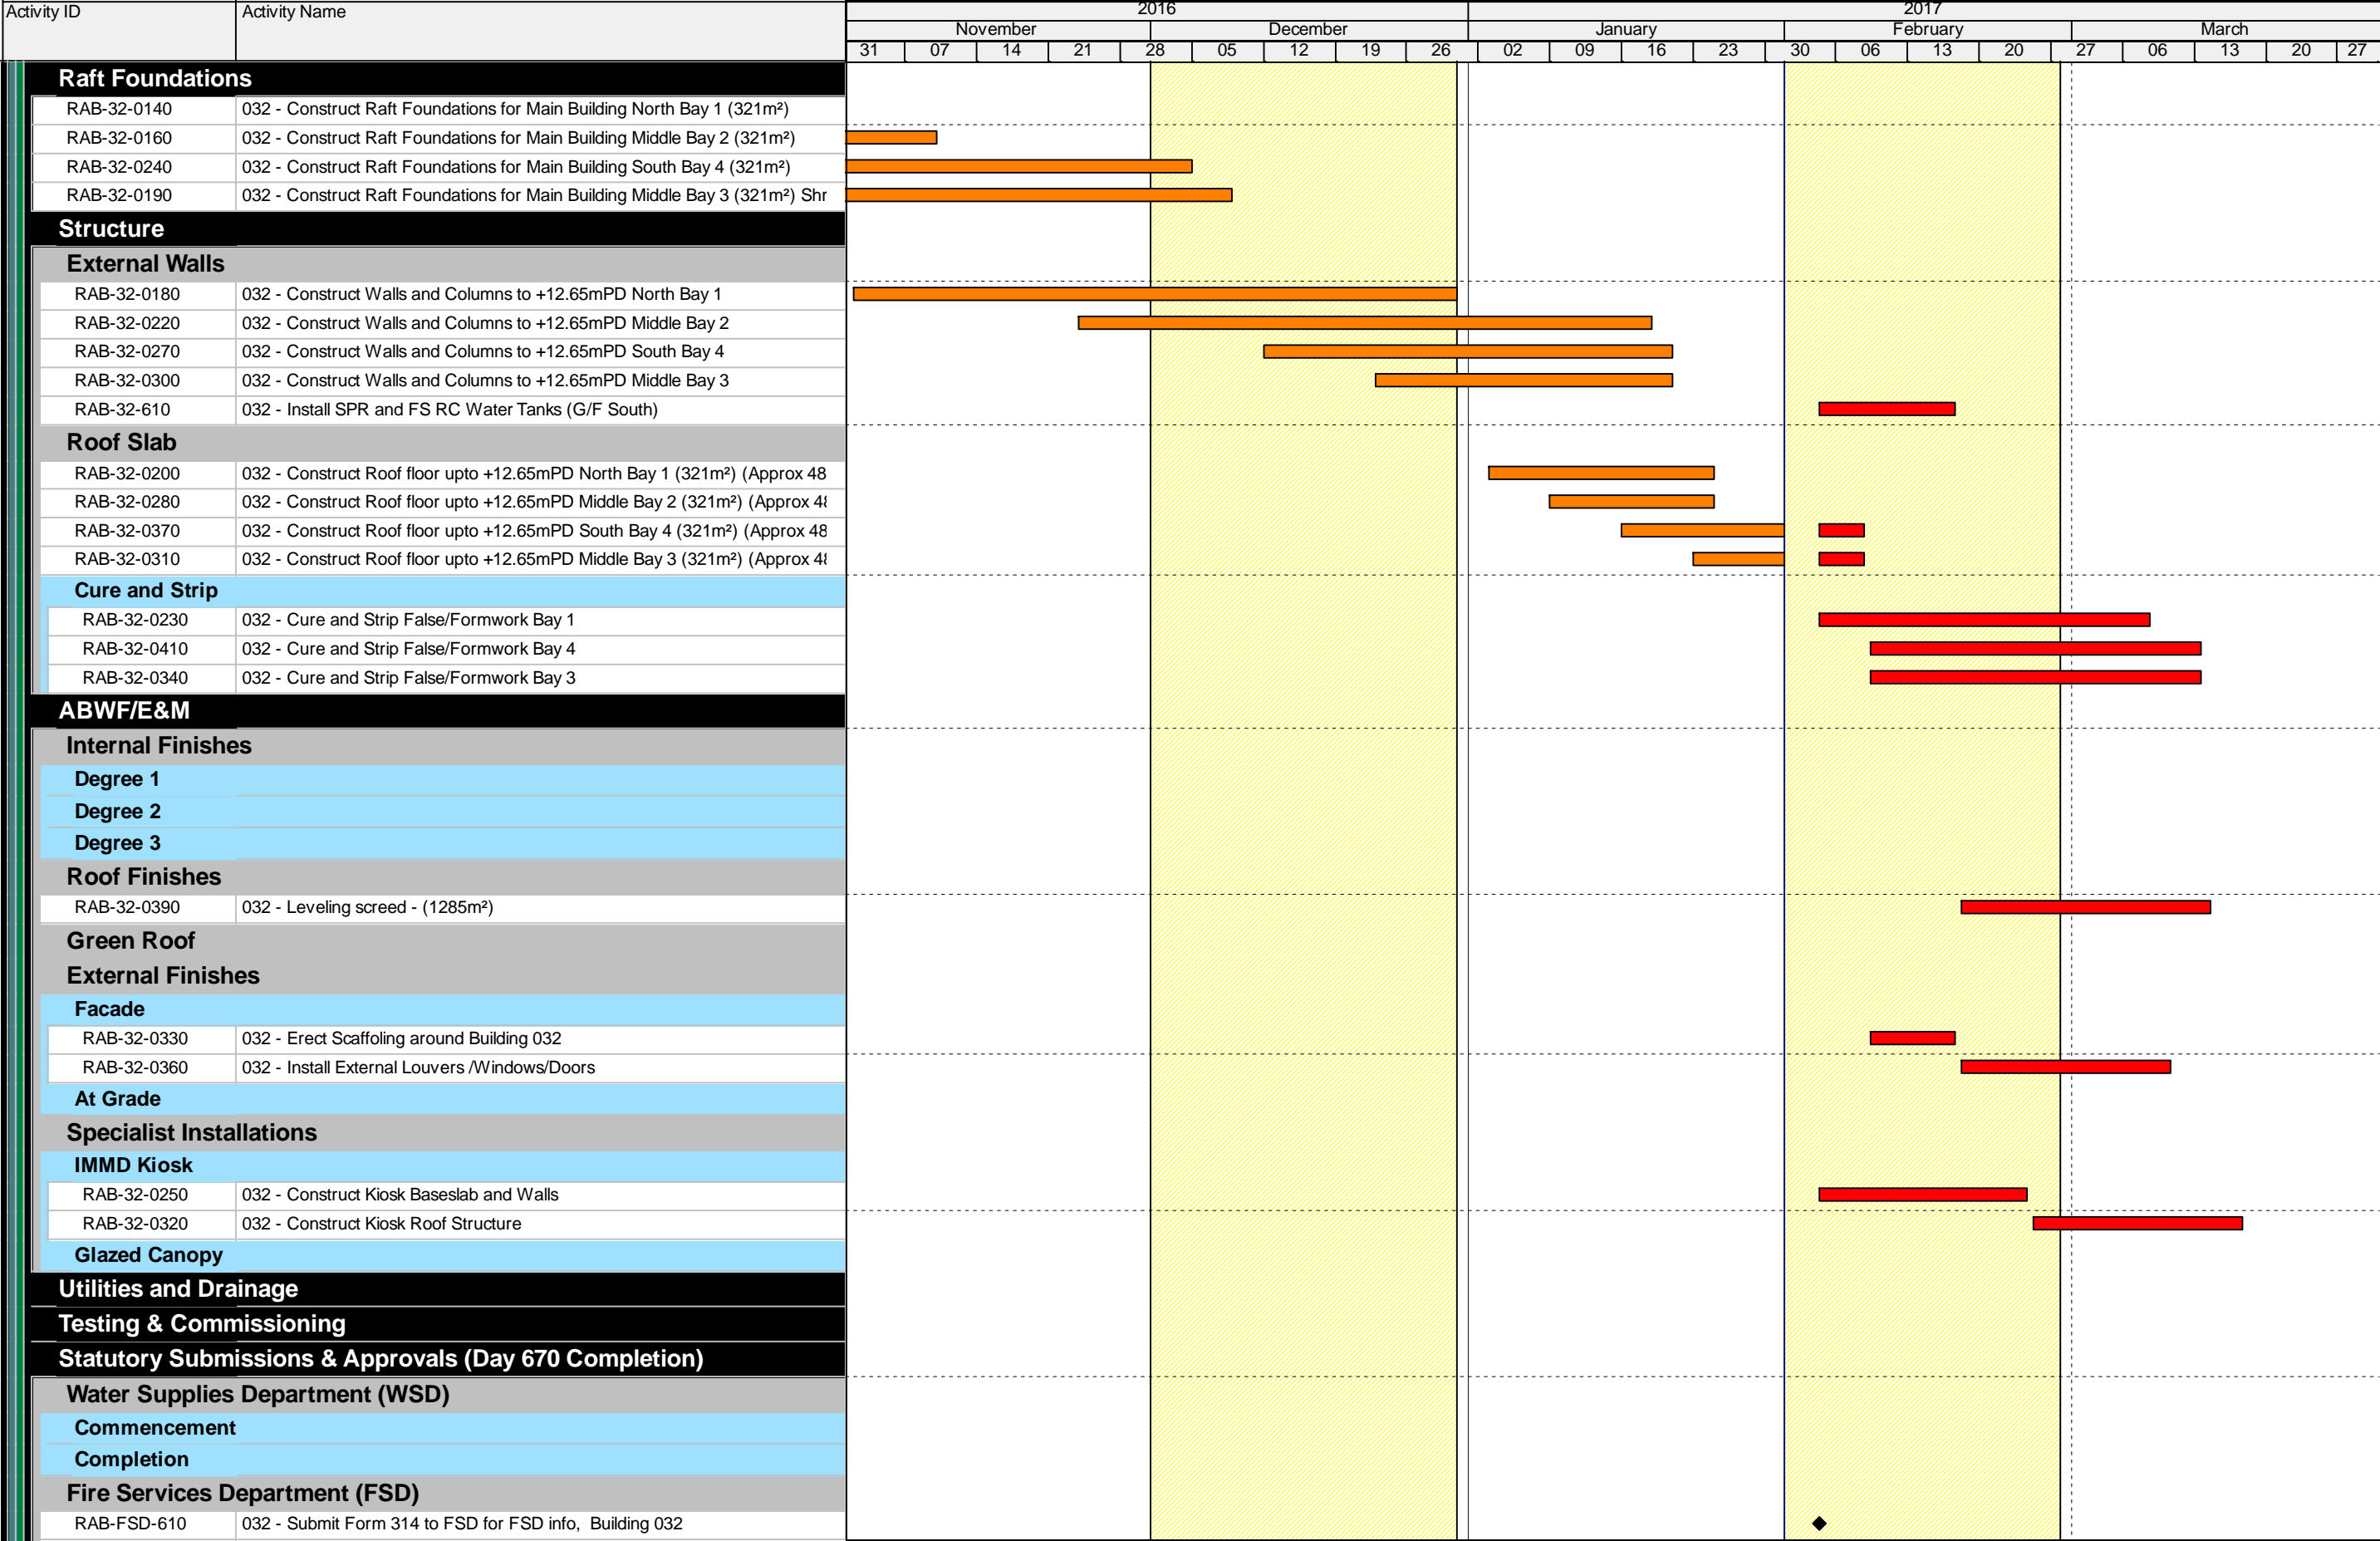 Activity ID Activity Name 2016 2017
November December January February March
31 07 14 21 28 05 12 19 26 02 09 16 23 30 06 13 20 27 06 13 20 27
Raft Foundations
RAB-32-0140 032 - Construct Raft Foundations for Main Building North Bay 1 (321m²)
RAB-32-0160 032 - Construct Raft Foundations for Main Building Middle Bay 2 (321m²)
RAB-32-0240 032 - Construct Raft Foundations for Main Building South Bay 4 (321m²)
RAB-32-0190 032 - Construct Raft Foundations for Main Building Middle Bay 3 (321m²) Shr
Structure
External Walls
RAB-32-0180 032 - Construct Walls and Columns to +12.65mPD North Bay 1
RAB-32-0220 032 - Construct Walls and Columns to +12.65mPD Middle Bay 2
RAB-32-0270 032 - Construct Walls and Columns to +12.65mPD South Bay 4
RAB-32-0300 032 - Construct Walls and Columns to +12.65mPD Middle Bay 3
RAB-32-610 032 - Install SPR and FS RC Water Tanks (G/F South)
Roof Slab
RAB-32-0200 032 - Construct Roof floor upto +12.65mPD North Bay 1 (321m²) (Approx 48
RAB-32-0280 032 - Construct Roof floor upto +12.65mPD Middle Bay 2 (321m²) (Approx 48
RAB-32-0370 032 - Construct Roof floor upto +12.65mPD South Bay 4 (321m²) (Approx 48
RAB-32-0310 032 - Construct Roof floor upto +12.65mPD Middle Bay 3 (321m²) (Approx 48
Cure and Strip
RAB-32-0230 032 - Cure and Strip False/Formwork Bay 1
RAB-32-0410 032 - Cure and Strip False/Formwork Bay 4
RAB-32-0340 032 - Cure and Strip False/Formwork Bay 3
ABWF/E&M
Internal Finishes
Degree 1
Degree 2
Degree 3
Roof Finishes
RAB-32-0390 032 - Leveling screed - (1285m²)
Green Roof
External Finishes
Facade
RAB-32-0330 032 - Erect Scaffoling around Building 032
RAB-32-0360 032 - Install External Louvers /Windows/Doors
At Grade
Specialist Installations
IMMD Kiosk
RAB-32-0250 032 - Construct Kiosk Baseslab and Walls
RAB-32-0320 032 - Construct Kiosk Roof Structure
Glazed Canopy
Utilities and Drainage
Testing & Commissioning
Statutory Submissions & Approvals (Day 670 Completion)
Water Supplies Department (WSD)
Commencement
Completion
Fire Services Department (FSD)
RAB-FSD-610 032 - Submit Form 314 to FSD for FSD info, Building 032